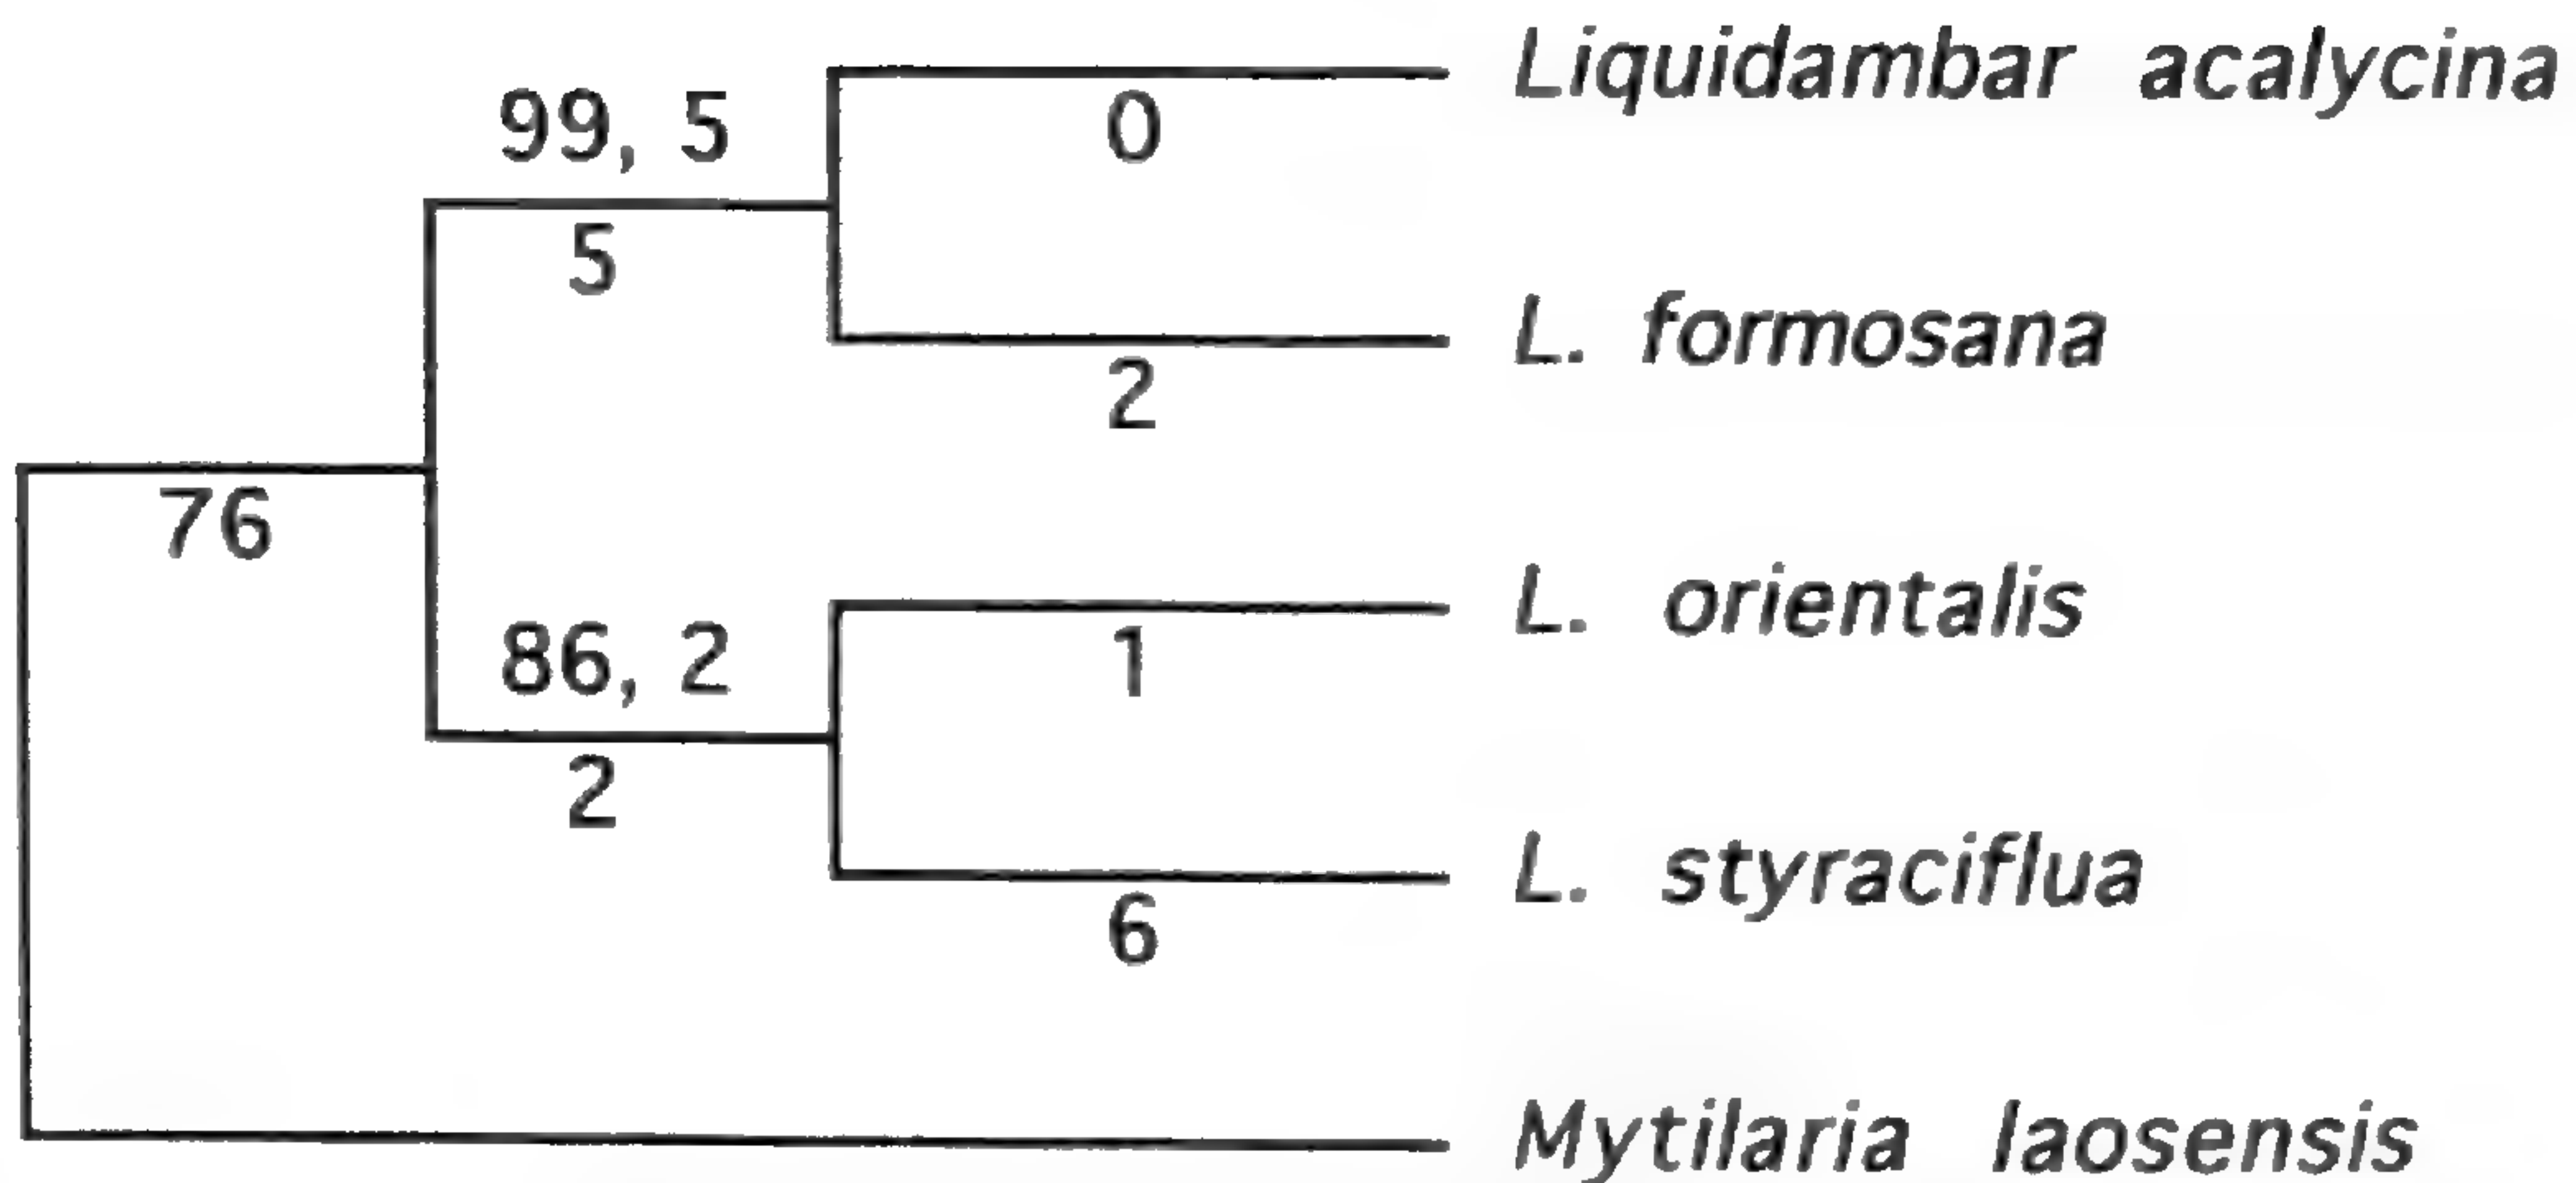 Liquidambar acalycina
99, 5
0
5
L. formosana
2
76
L. orientalis
86, 2
1
2
L. styraciflua
6
Mytilaria laosensis